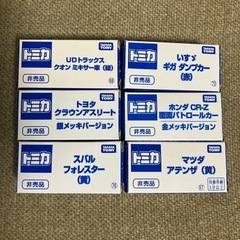 トミカ
TAKARA TOMY
UDトラックス
クオン ミキサー車（緑）
非売品
トミカ
TAKARA TOMY
いすゞ
ギガ ダンプカー
（赤）
非売品
トミカ
TAKARA TOMY
トヨタ
クラウンアスリート
銀メッキバージョン
非売品
トミカ
TAKARA TOMY
ホンダ CR-Z
覆面パトロールカー
金メッキバージョン
非売品
トミカ
TAKARA TOMY
スバル
フォレスター
（黄）
非売品
トミカ
TAKARA TOMY
マツダ
アテンザ（黄）
非売品